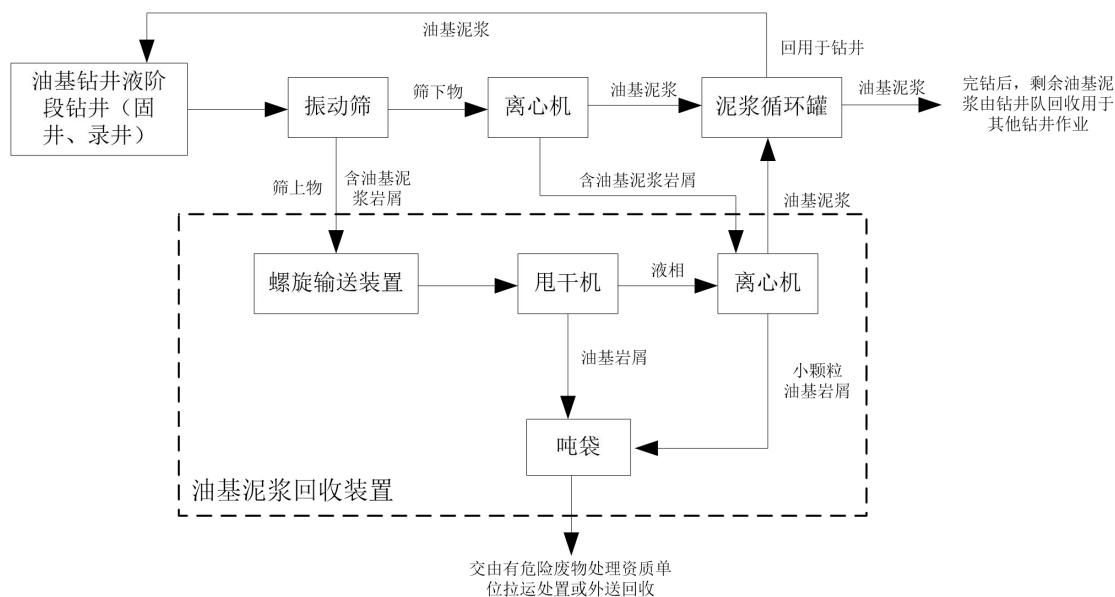 油基泥浆
回用于钻井
油基钻井液阶
段钻井（固
井、录井）
振动筛
筛下物
离心机
油基泥浆
泥浆循环罐
油基泥浆
完钻后，剩余油基泥
浆由钻井队回收用于
其他钻井作业
筛上物
含油基泥
浆岩屑
含油基泥浆岩屑
油基泥浆
螺旋输送装置
甩干机
液相
离心机
油基岩屑
小颗粒
油基岩屑
吨袋
油基泥浆回收装置
交由有危险废物处理资质单
位拉运处置或外送回收